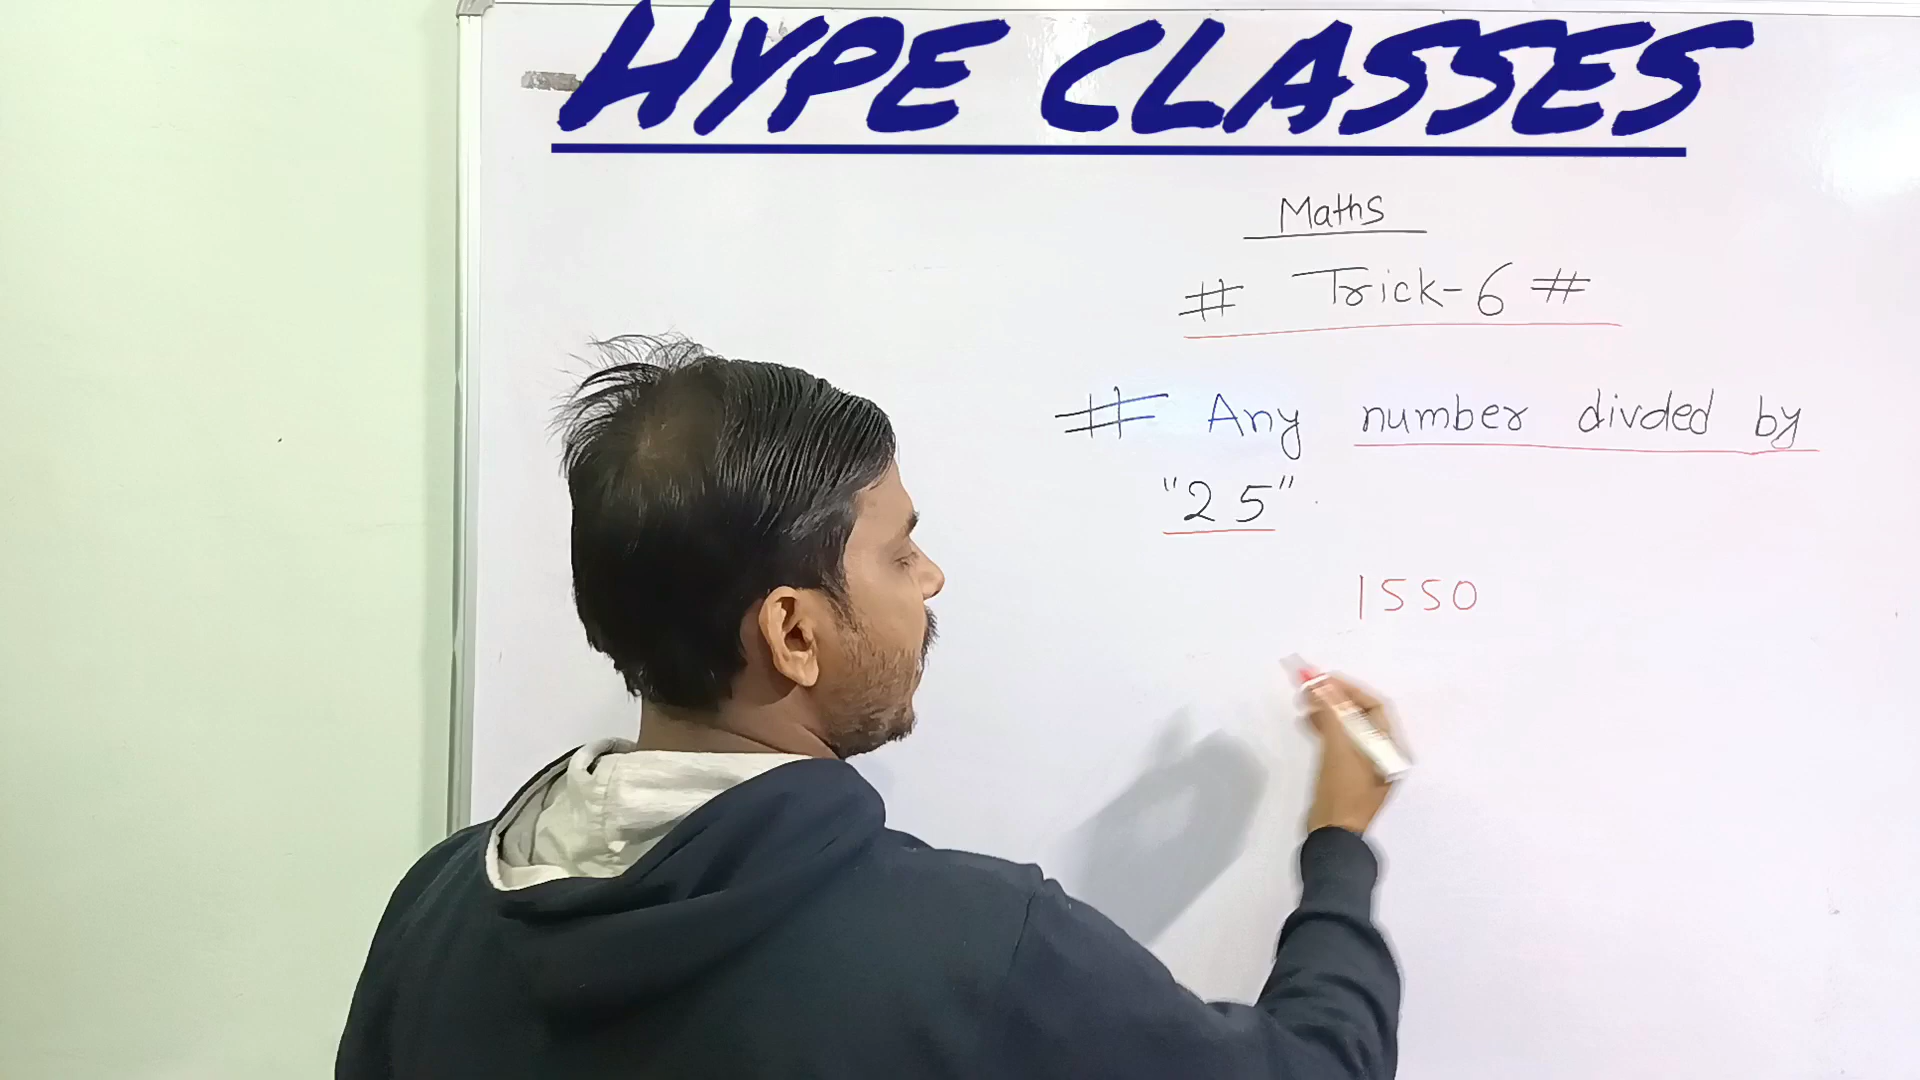 HYPE CLASSES
Maths
# Trick-6 #
# Any number divded by
"25"
1550